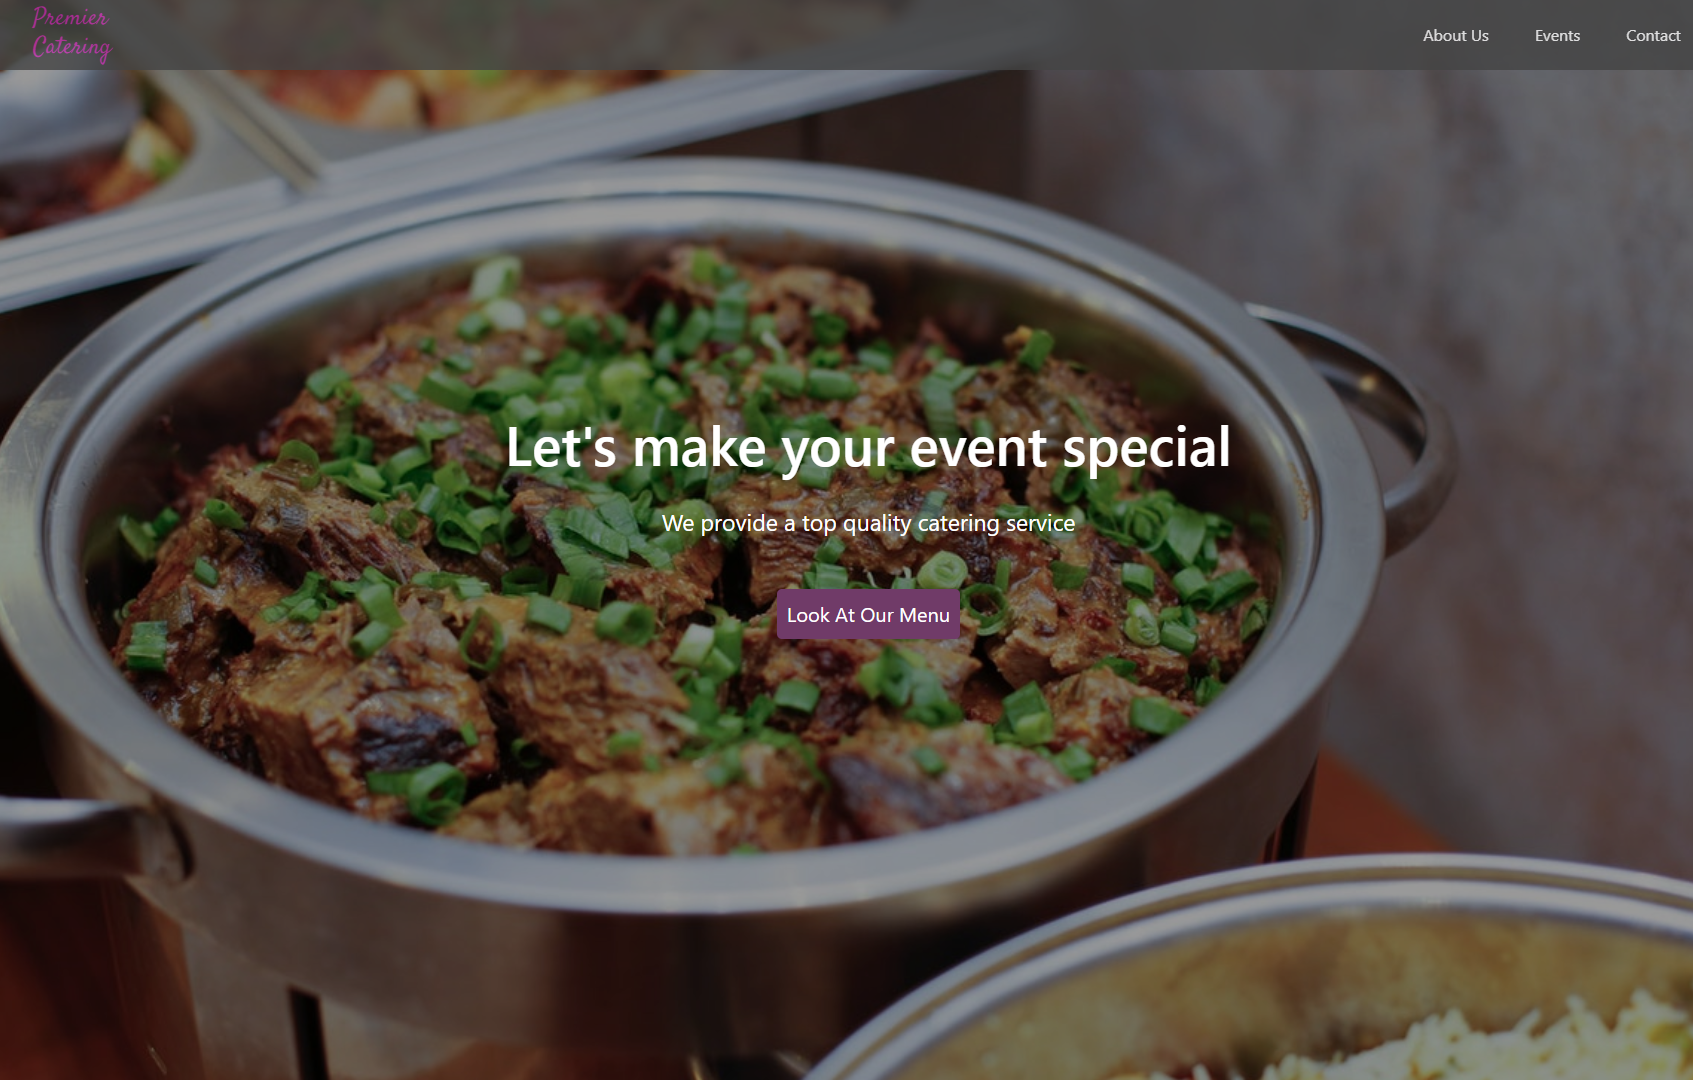 Premier
Catering
About Us
Events
Contact
Let's make your event special
We provide a top quality catering service
Look At Our Menu